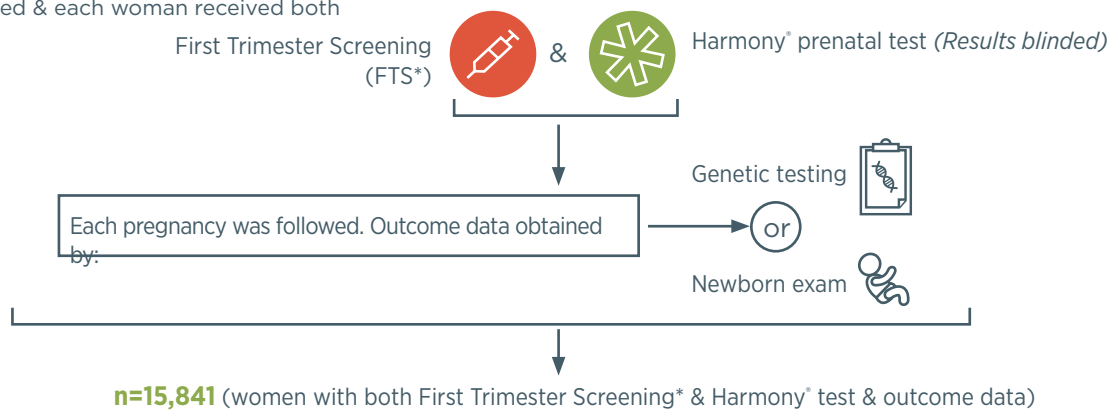 ed & each woman received both
First Trimester Screening
(FTS*)
&
Harmony® prenatal test (Results blinded)
Genetic testing
Each pregnancy was followed. Outcome data obtained
by:
or
Newborn exam
n=15,841 (women with both First Trimester Screening* & Harmony® test & outcome data)